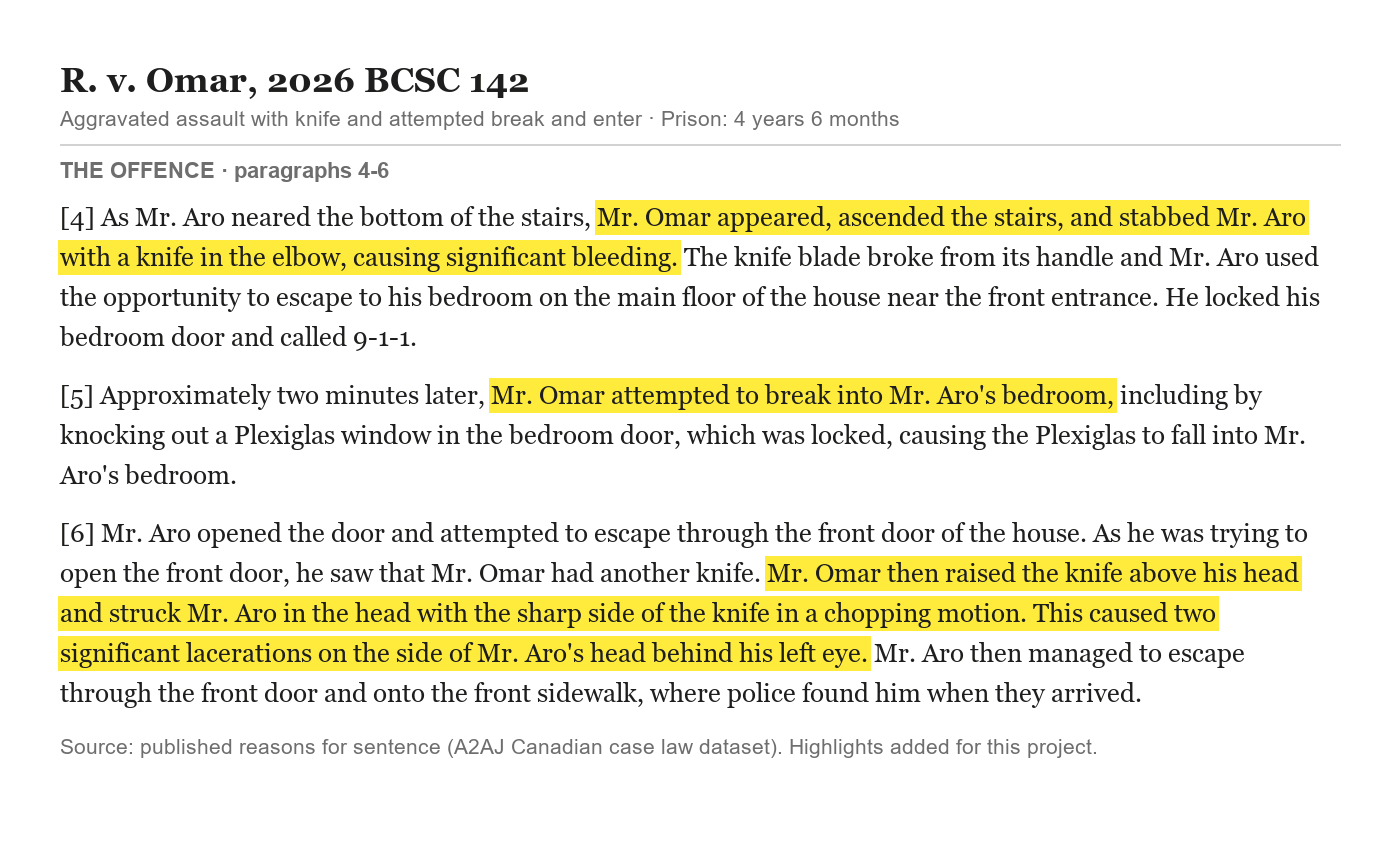 R. v. Omar, 2026 BCSC 142
Aggravated assault with knife and attempted break and enter · Prison: 4 years 6 months
THE OFFENCE · paragraphs 4-6
[4] As Mr. Aro neared the bottom of the stairs, Mr. Omar appeared, ascended the stairs, and stabbed Mr. Aro
with a knife in the elbow, causing significant bleeding. The knife blade broke from its handle and Mr. Aro used
the opportunity to escape to his bedroom on the main floor of the house near the front entrance. He locked his
bedroom door and called 9-1-1.
[5] Approximately two minutes later, Mr. Omar attempted to break into Mr. Aro's bedroom, including by
knocking out a Plexiglas window in the bedroom door, which was locked, causing the Plexiglas to fall into Mr.
Aro's bedroom.
[6] Mr. Aro opened the door and attempted to escape through the front door of the house. As he was trying to
open the front door, he saw that Mr. Omar had another knife. Mr. Omar then raised the knife above his head
and struck Mr. Aro in the head with the sharp side of the knife in a chopping motion. This caused two
significant lacerations on the side of Mr. Aro's head behind his left eye. Mr. Aro then managed to escape
through the front door and onto the front sidewalk, where police found him when they arrived.
Source: published reasons for sentence (A2AJ Canadian case law dataset). Highlights added for this project.